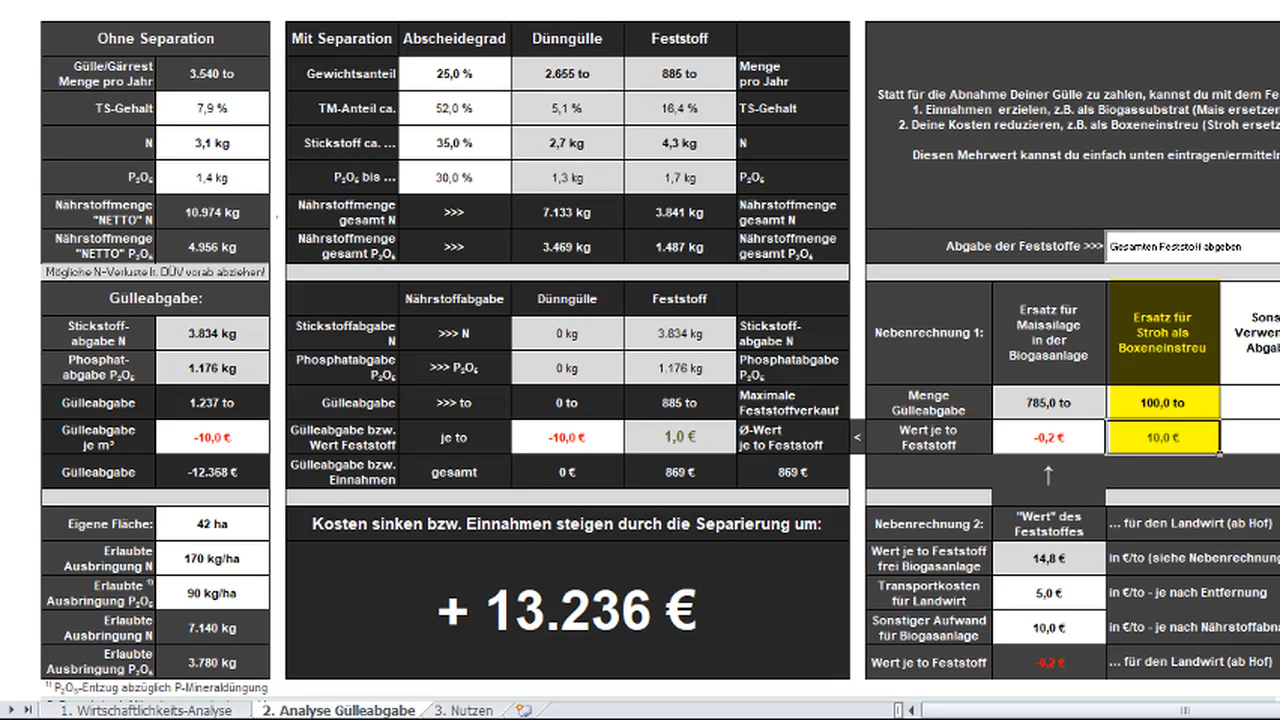 Ohne Separation
Gülle/Gärrest
Menge pro Jahr
3.540 to
TS-Gehalt
7,9 %
N
3,1 kg
P₂O₅
1,4 kg
Nährstoffmenge
"NETTO" N
10.974 kg
Nährstoffmenge
"NETTO" P₂O₅
4.956 kg
Mögliche N-Verluste lt. DÜV vorab abziehen!
Gülleabgabe:
Stickstoff-
abgabe N
3.834 kg
Phosphat-
abgabe P₂O₅
1.176 kg
Gülleabgabe
1.237 to
Gülleabgabe
je m³
-10,0 €
Gülleabgabe
-12.368 €
Eigene Fläche:
42 ha
Erlaubte
Ausbringung N
170 kg/ha
Erlaubte ¹⁾
Ausbringung P₂O₅
90 kg/ha
Erlaubte
Ausbringung N
7.140 kg
Erlaubte
Ausbringung P₂O₅
3.780 kg
¹⁾ P₂O₅-Entzug abzüglich P-Mineraldüngung
Mit Separation Abscheidegrad Dünngülle Feststoff
Gewichtsanteil 25,0 % 2.655 to 885 to
Menge
pro Jahr
TM-Anteil ca. 52,0 % 5,1 % 16,4 % TS-Gehalt
Stickstoff ca. ... 35,0 % 2,7 kg 4,3 kg N
P₂O₅ bis ... 30,0 % 1,3 kg 1,7 kg P₂O₅
Nährstoffmenge
gesamt N
>>> 7.133 kg 3.841 kg
Nährstoffmenge
gesamt N
Nährstoffmenge
gesamt P₂O₅
>>> 3.469 kg 1.487 kg
Nährstoffmenge
gesamt P₂O₅
Nährstoffabgabe Dünngülle Feststoff
Stickstoffabgabe
N
>>> N 0 kg 3.834 kg
Stickstoff-
abgabe N
Phosphatabgabe
P₂O₅
>>> P₂O₅ 0 kg 1.176 kg
Phosphatabgabe
P₂O₅
Gülleabgabe >>> to 0 to 885 to
Maximale
Feststoffverkauf
Gülleabgabe bzw.
Wert Feststoff
je to -10,0 € 1,0 €
Ø-Wert
je to Feststoff
<
Gülleabgabe bzw.
Einnahmen
gesamt 0 € 869 € 869 €
Kosten sinken bzw. Einnahmen steigen durch die Separierung um:
+ 13.236 €
Statt für die Abnahme Deiner Gülle zu zahlen, kannst du mit dem Fe
1. Einnahmen erzielen, z.B. als Biogassubstrat (Mais ersetzen
2. Deine Kosten reduzieren, z.B. als Boxeneinstreu (Stroh ersetz
Diesen Mehrwert kannst du einfach unten eintragen/ermitteln
Abgabe der Feststoffe >>> Gesamten Feststoff abgeben
Nebenrechnung 1:
Ersatz für
Maissilage
in der
Biogasanlage
Ersatz für
Stroh als
Boxeneinstreu
Sons
Verwen
Abgab
Menge
Gülleabgabe
785,0 to 100,0 to
Wert je to
Feststoff
-0,2 € 10,0 €
↑
Nebenrechnung 2:
"Wert" des
Feststoffes
... für den Landwirt (ab Hof)
Wert je to Feststoff
frei Biogasanlage
14,8 € in €/to (siehe Nebenrechnung
Transportkosten
für Landwirt
5,0 € in €/to - je nach Entfernung
Sonstiger Aufwand
für Biogasanlage
10,0 € in €/to - je nach Nährstoffabn
Wert je to Feststoff -0,2 € ... für den Landwirt (ab Hof)
1. Wirtschaftlichkeits-Analyse 2. Analyse Gülleabgabe 3. Nutzen